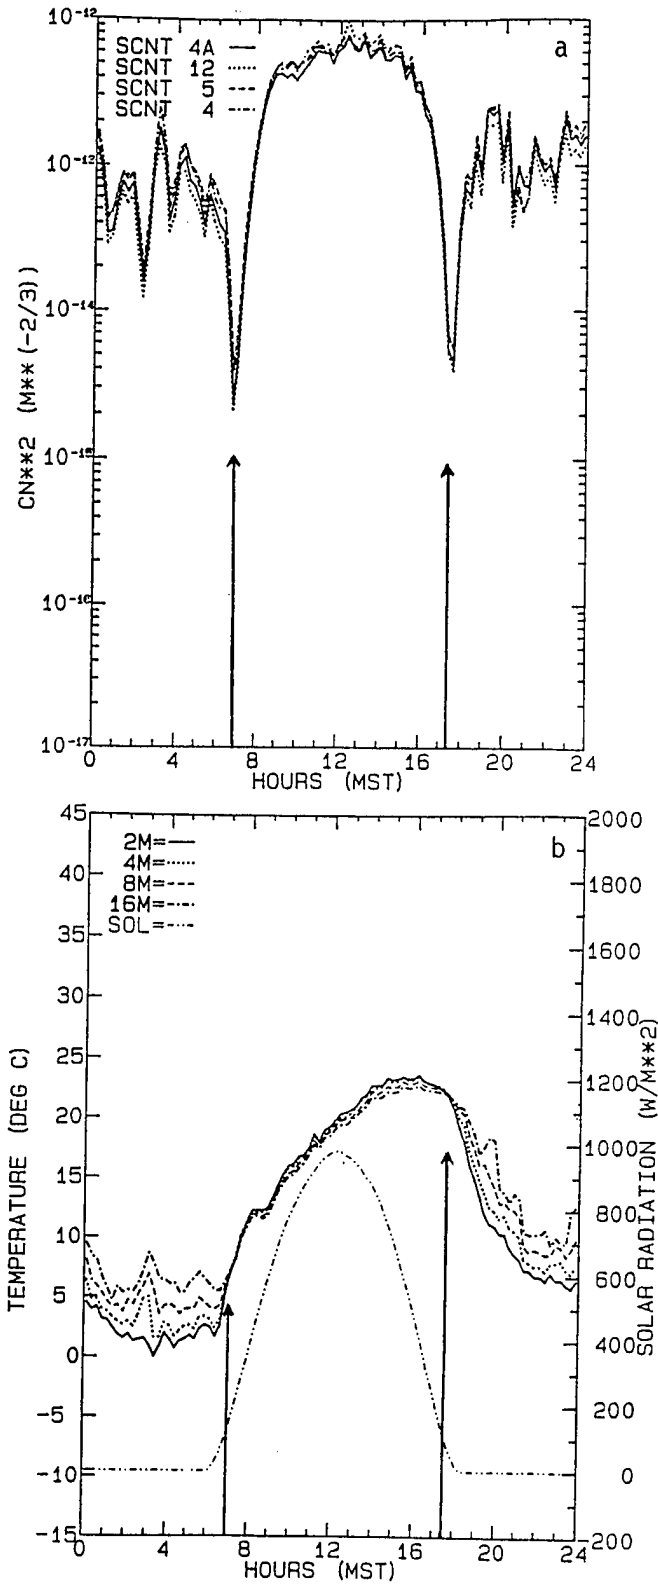 10-12
a
SCNT 4A
SCNT 12
SCNT 5
SCNT 4
10-12
10-14
10-15
10-16
10-17
CN**2 (M**(-2/3))
0 4 8 12 16 20 24
HOURS (MST)
b
2M=
4M=
8M=
16M=
SOL=
45
40
35
30
25
20
15
10
5
0
-5
-10
-15
TEMPERATURE (DEG C)
2000
1800
1600
1400
1200
1000
800
600
400
200
0
-200
SOLAR RADIATION (W/M**2)
0 4 8 12 16 20 24
HOURS (MST)